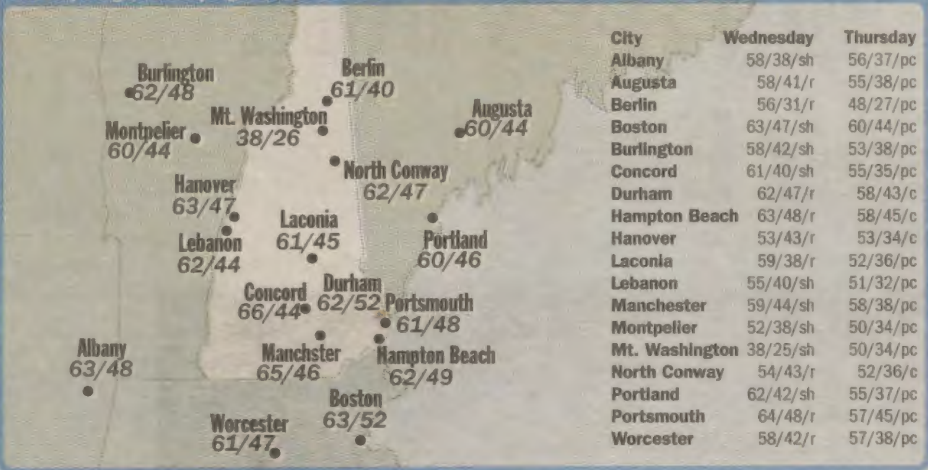 Burlington
62/48
Berlin
61/40
Mt. Washington
38/26
Augusta
60/44
Montpelier
60/44
North Conway
62/47
Hanover
63/47
Laconia
61/45
Lebanon
62/44
Portland
60/46
Durham
62/52
Concord
66/44
Portsmouth
61/48
Manchster
65/46
Hampton Beach
62/49
Albany
63/48
Boston
63/52
Worcester
61/47
City Wednesday Thursday
Albany 58/38/sh 56/37/pc
Augusta 58/41/r 55/38/pc
Berlin 56/31/r 48/27/pc
Boston 63/47/sh 60/44/pc
Burlington 58/42/sh 53/38/pc
Concord 61/40/sh 55/35/pc
Durham 62/47/r 58/43/c
Hampton Beach 63/48/r 58/45/c
Hanover 53/43/r 53/34/c
Laconia 59/38/r 52/36/pc
Lebanon 55/40/sh 51/32/pc
Manchester 59/44/sh 58/38/pc
Montpelier 52/38/sh 50/34/pc
Mt. Washington 38/25/sh 50/34/pc
North Conway 54/43/r 52/36/c
Portland 62/42/sh 55/37/pc
Portsmouth 64/48/r 57/45/pc
Worcester 58/42/r 57/38/pc